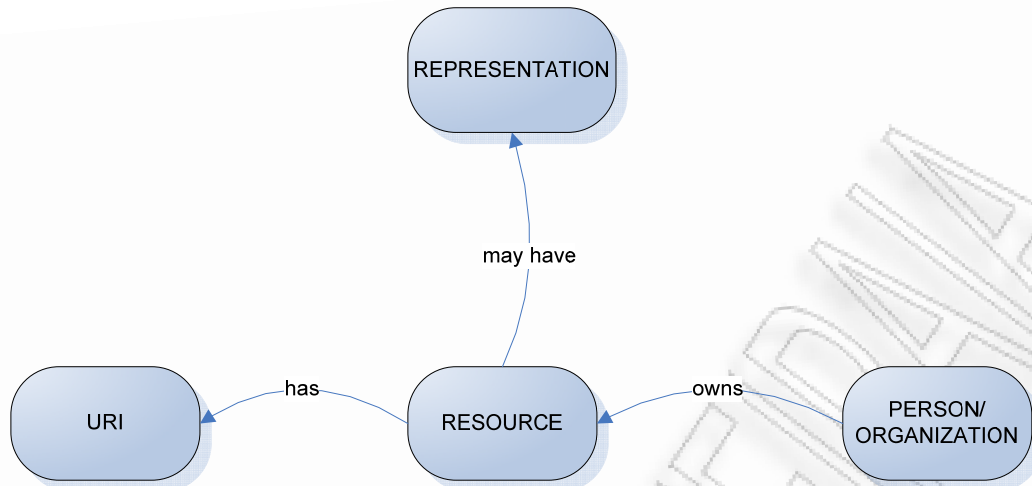 REPRESENTATION
may have
has
owns
URI
RESOURCE
PERSON/
ORGANIZATION